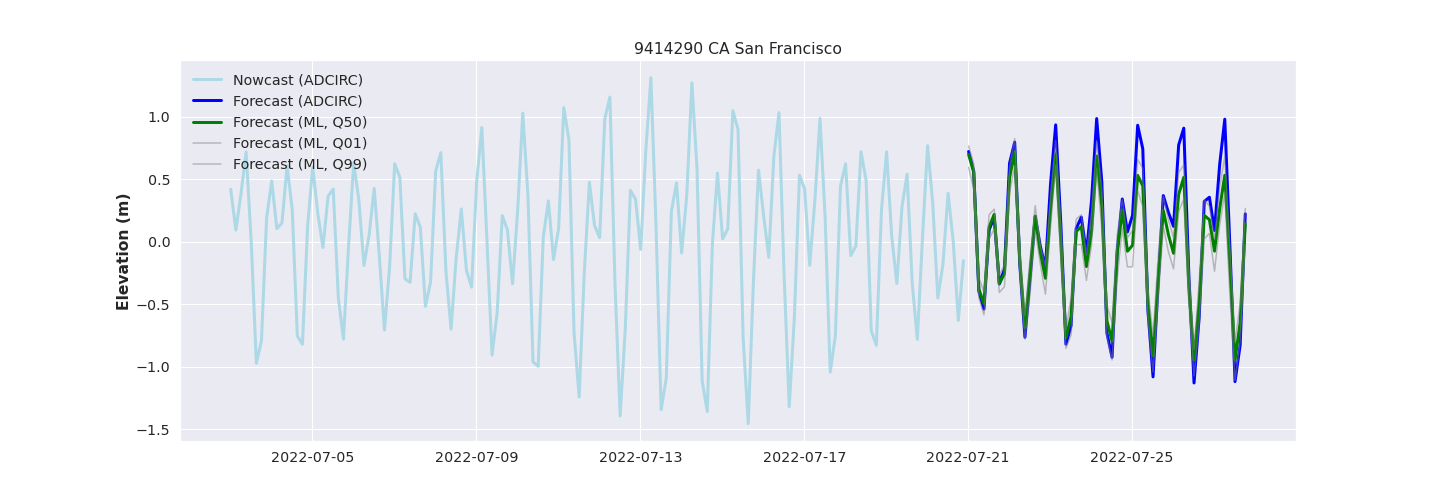 9414290 CA San Francisco
Nowcast (ADCIRC)
Forecast (ADCIRC)
Forecast (ML, Q50)
Forecast (ML, Q01)
Forecast (ML, Q99)
Elevation (m)
1.0
0.5
0.0
−0.5
−1.0
−1.5
2022-07-05
2022-07-09
2022-07-13
2022-07-17
2022-07-21
2022-07-25